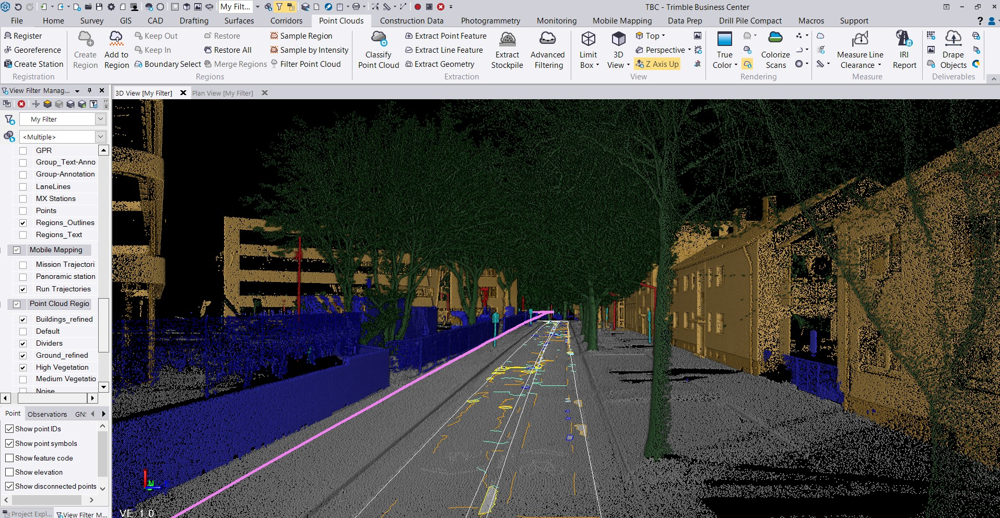 My Filt...
TBC - Trimble Business Center
File Home Survey GIS CAD Drafting Surfaces Corridors Point Clouds Construction Data Photogrammetry Monitoring Mobile Mapping Data Prep Drill Pile Compact Macros Support
Register
Georeference
Create Station
Registration
Create Region
Add to Region
Keep Out
Keep In
Boundary Select
Restore
Restore All
Merge Regions
Sample Region
Sample by Intensity
Filter Point Cloud
Regions
Classify Point Cloud
Extract Point Feature
Extract Line Feature
Extract Geometry
Extract Stockpile
Advanced Filtering
Extraction
Limit Box
3D View
Top
Perspective
Z Axis Up
View
True Color
Colorize Scans
Rendering
Measure Line Clearance
IRI Report
Measure
Drape Objects
Deliverables
View Filter Manag...
3D View [My Filter]
Plan View [My Filter]
My Filter
<Multiple>
GPR
Group_Text-Anno
Group-Annotation
LaneLines
MX Stations
Points
Regions_Outlines
Regions_Text
Mobile Mapping
Mission Trajectori
Panoramic station
Run Trajectories
Point Cloud Regio
Buildings_refined
Default
Dividers
Ground_refined
High Vegetation
Medium Vegetatio
Noise
Point Observations GN
Show point IDs
Show point symbols
Show feature code
Show elevation
Show disconnected points
Project Expl...
View Filter M...
N
VE: 1.0